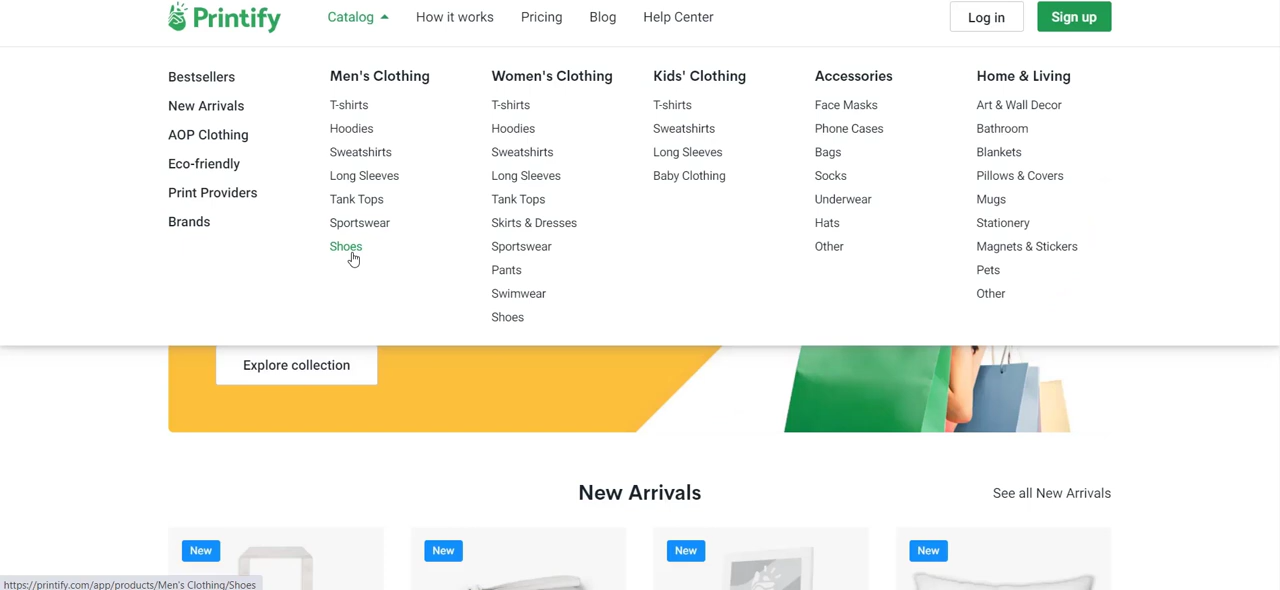 Printify
Catalog
How it works
Pricing
Blog
Help Center
Log in
Sign up
Bestsellers
New Arrivals
AOP Clothing
Eco-friendly
Print Providers
Brands
Men's Clothing
T-shirts
Hoodies
Sweatshirts
Long Sleeves
Tank Tops
Sportswear
Shoes
Women's Clothing
T-shirts
Hoodies
Sweatshirts
Long Sleeves
Tank Tops
Skirts & Dresses
Sportswear
Pants
Swimwear
Shoes
Kids' Clothing
T-shirts
Sweatshirts
Long Sleeves
Baby Clothing
Accessories
Face Masks
Phone Cases
Bags
Socks
Underwear
Hats
Other
Home & Living
Art & Wall Decor
Bathroom
Blankets
Pillows & Covers
Mugs
Stationery
Magnets & Stickers
Pets
Other
Explore collection
New Arrivals
See all New Arrivals
New
New
New
New
https://printify.com/app/products/Men's Clothing/Shoes